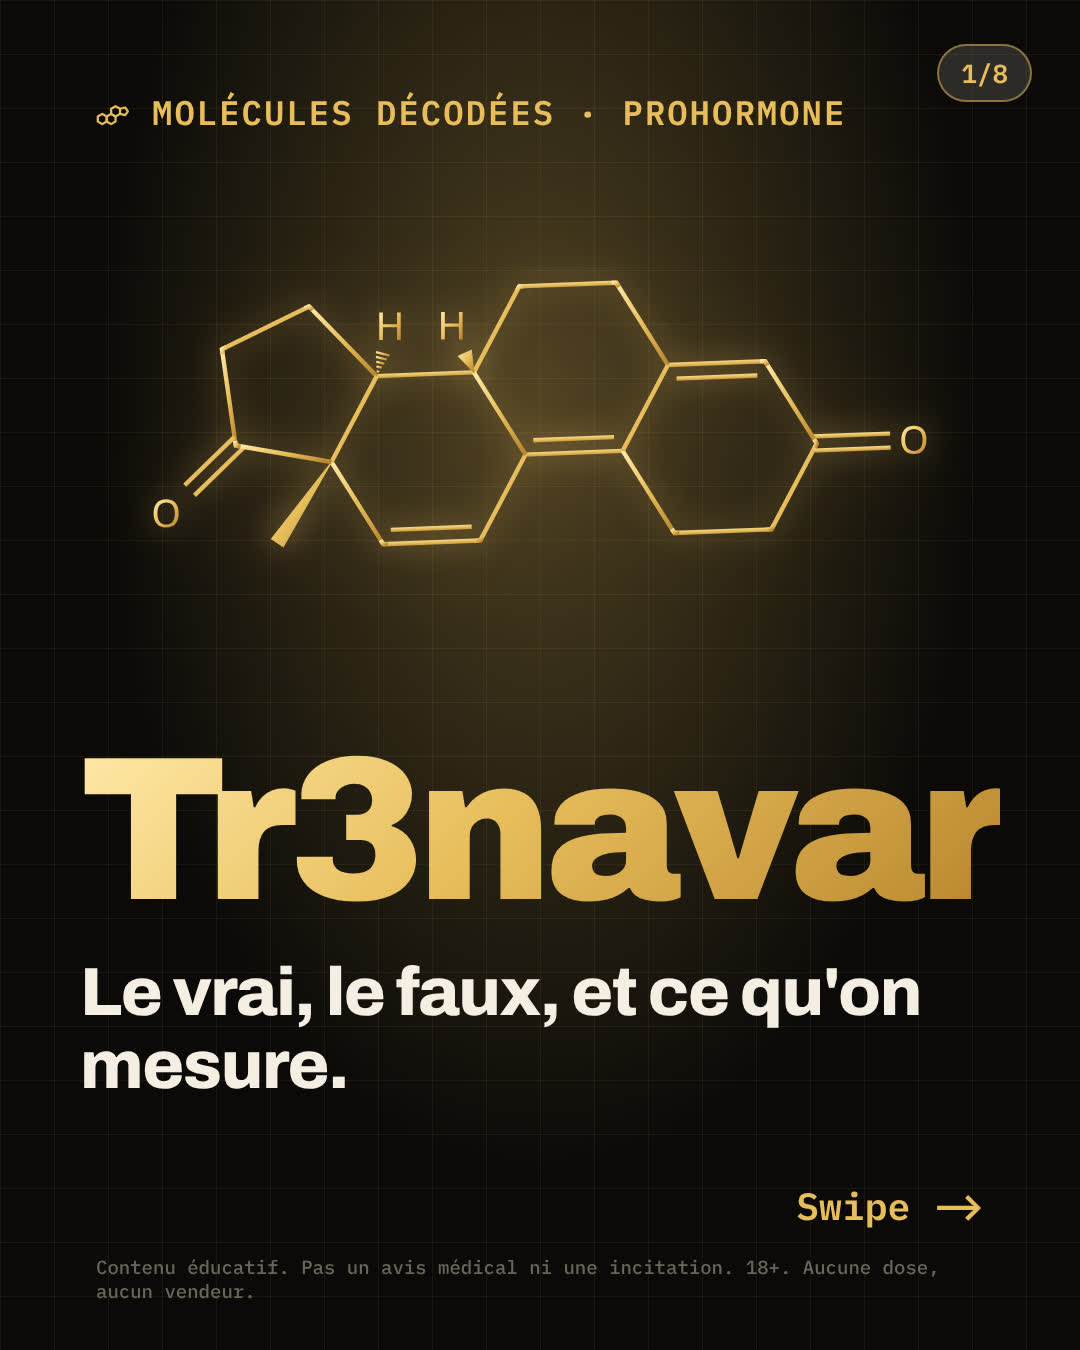 1/8
MOLÉCULES DÉCODÉES · PROHORMONE
H H
O
O
Tr3navar
Le vrai, le faux, et ce qu'on
mesure.
Swipe →
Contenu éducatif. Pas un avis médical ni une incitation. 18+. Aucune dose,
aucun vendeur.